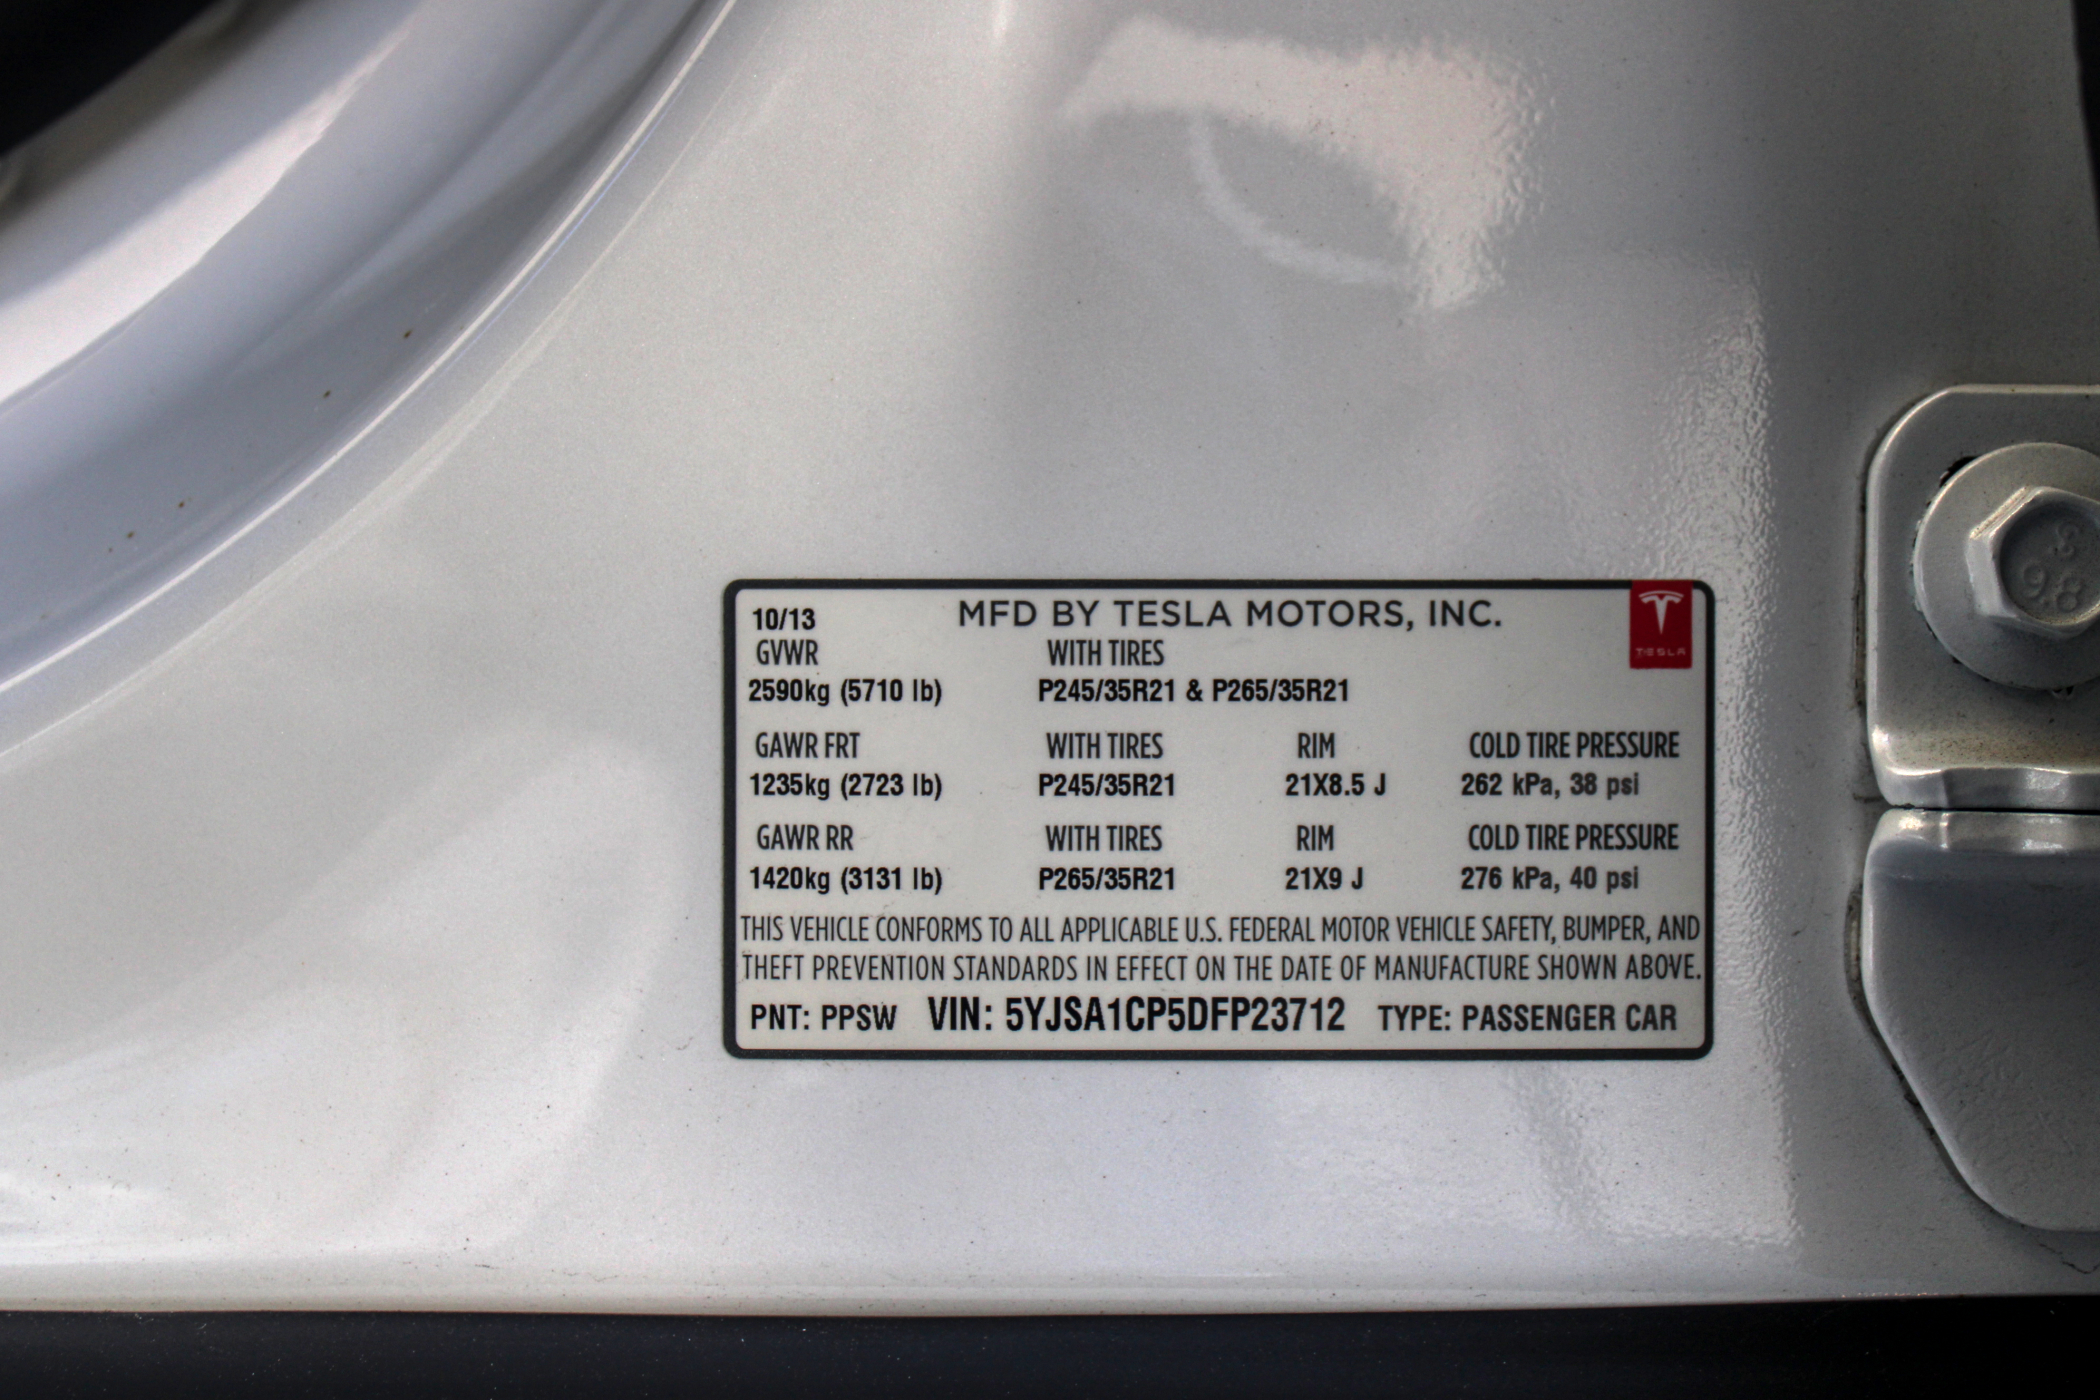 10/13 MFD BY TESLA MOTORS, INC.
TESLA
GVWR WITH TIRES
2590kg (5710 lb) P245/35R21 & P265/35R21
GAWR FRT WITH TIRES RIM COLD TIRE PRESSURE
1235kg (2723 lb) P245/35R21 21X8.5 J 262 kPa, 38 psi
GAWR RR WITH TIRES RIM COLD TIRE PRESSURE
1420kg (3131 lb) P265/35R21 21X9 J 276 kPa, 40 psi
THIS VEHICLE CONFORMS TO ALL APPLICABLE U.S. FEDERAL MOTOR VEHICLE SAFETY, BUMPER, AND
THEFT PREVENTION STANDARDS IN EFFECT ON THE DATE OF MANUFACTURE SHOWN ABOVE.
PNT: PPSW VIN: 5YJSA1CP5DFP23712 TYPE: PASSENGER CAR
9.8